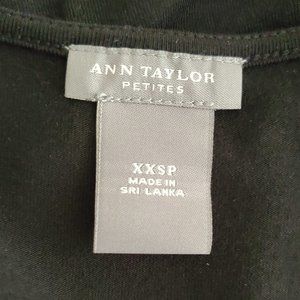 ANN TAYLOR
PETITES
XXSP
MADE IN
SRI LANKA